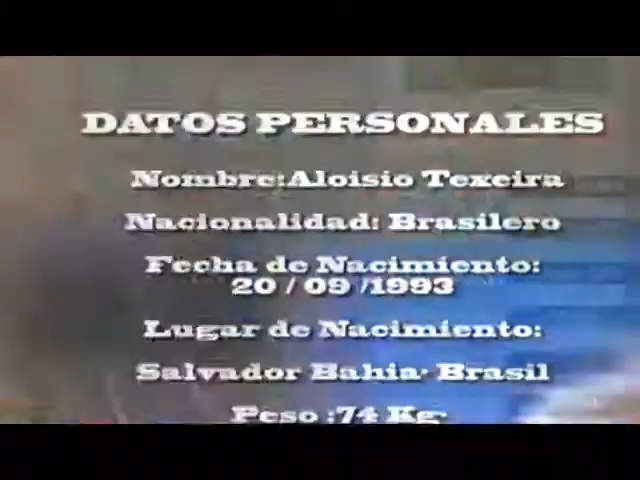 DATOS PERSONALES
Nombre:Aloisio Texeira
Nacionalidad: Brasilero
Fecha de Nacimiento:
20 / 09 /1993
Lugar de Nacimiento:
Salvador Bahia- Brasil
Peso :74 Kg-